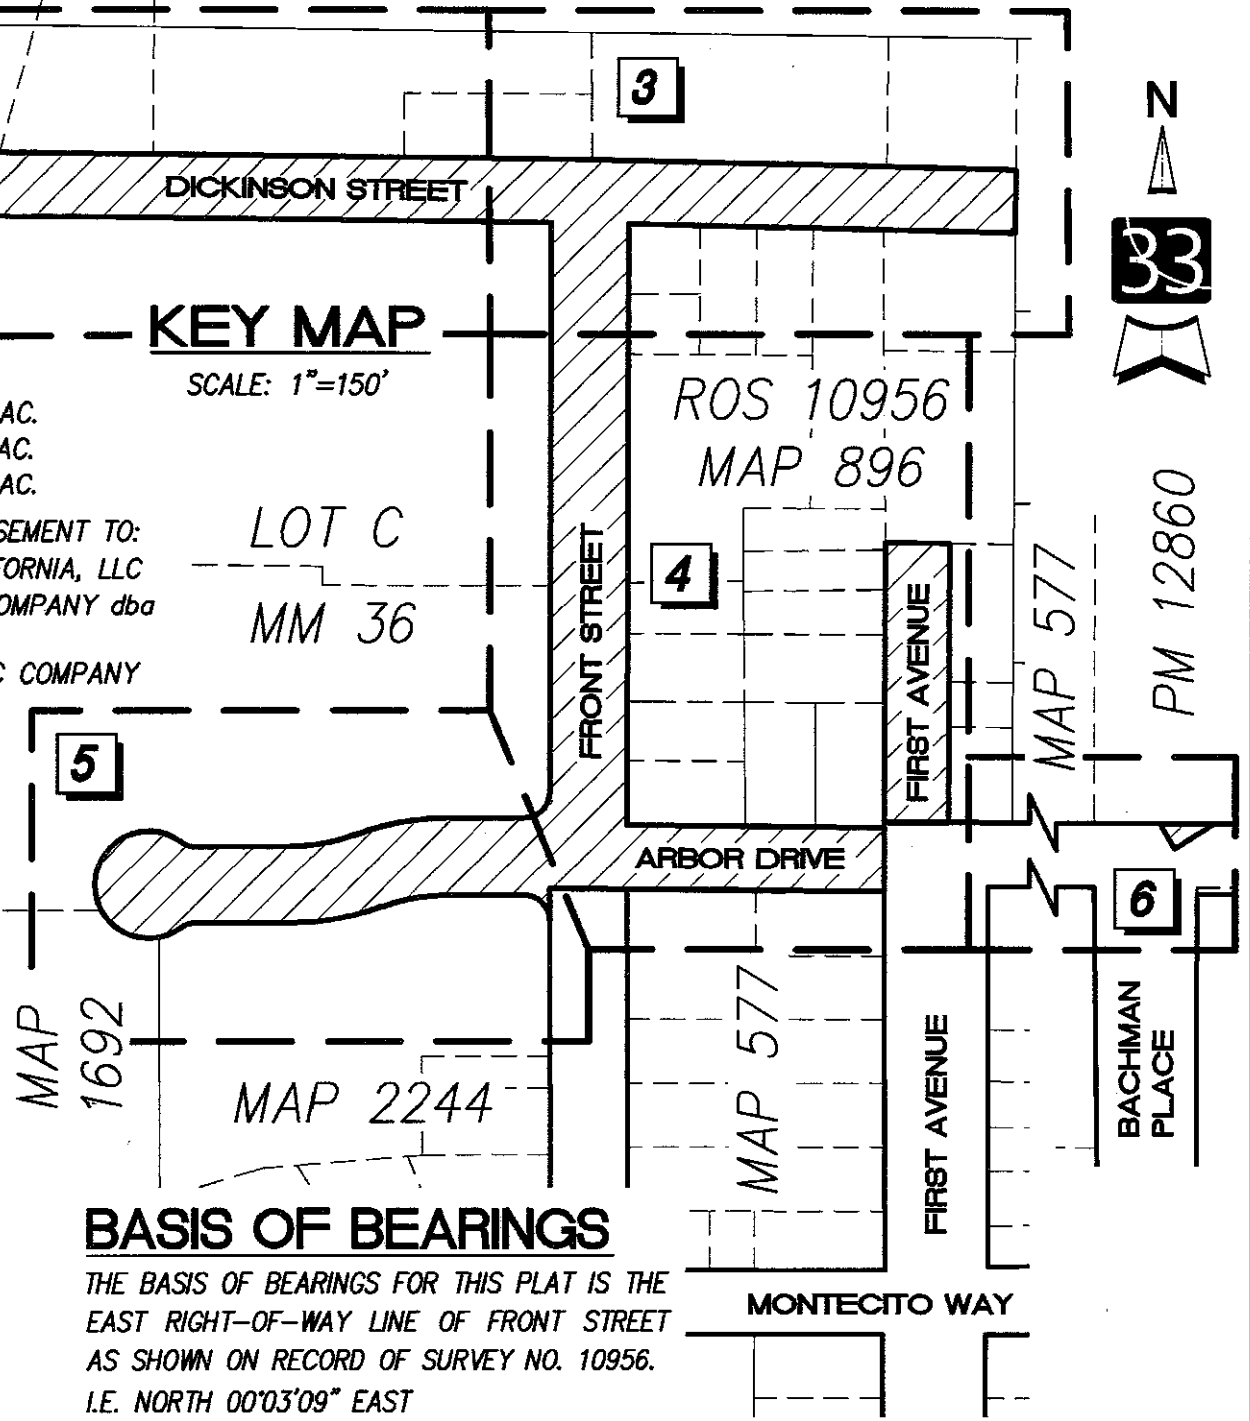 3
N
DICKINSON STREET
33
KEY MAP
SCALE: 1"=150'
AC.
AC.
AC.
ROS 10956
MAP 896
SEMENT TO:
FORNIA, LLC
OMPANY dba
C COMPANY
LOT C
MM 36
FRONT STREET
4
FIRST AVENUE
MAP 577
PM 12860
5
ARBOR DRIVE
6
MAP
1692
MAP 2244
MAP 577
FIRST AVENUE
BACHMAN
PLACE
BASIS OF BEARINGS
THE BASIS OF BEARINGS FOR THIS PLAT IS THE
EAST RIGHT-OF-WAY LINE OF FRONT STREET
AS SHOWN ON RECORD OF SURVEY NO. 10956.
I.E. NORTH 00°03'09" EAST
MONTECITO WAY